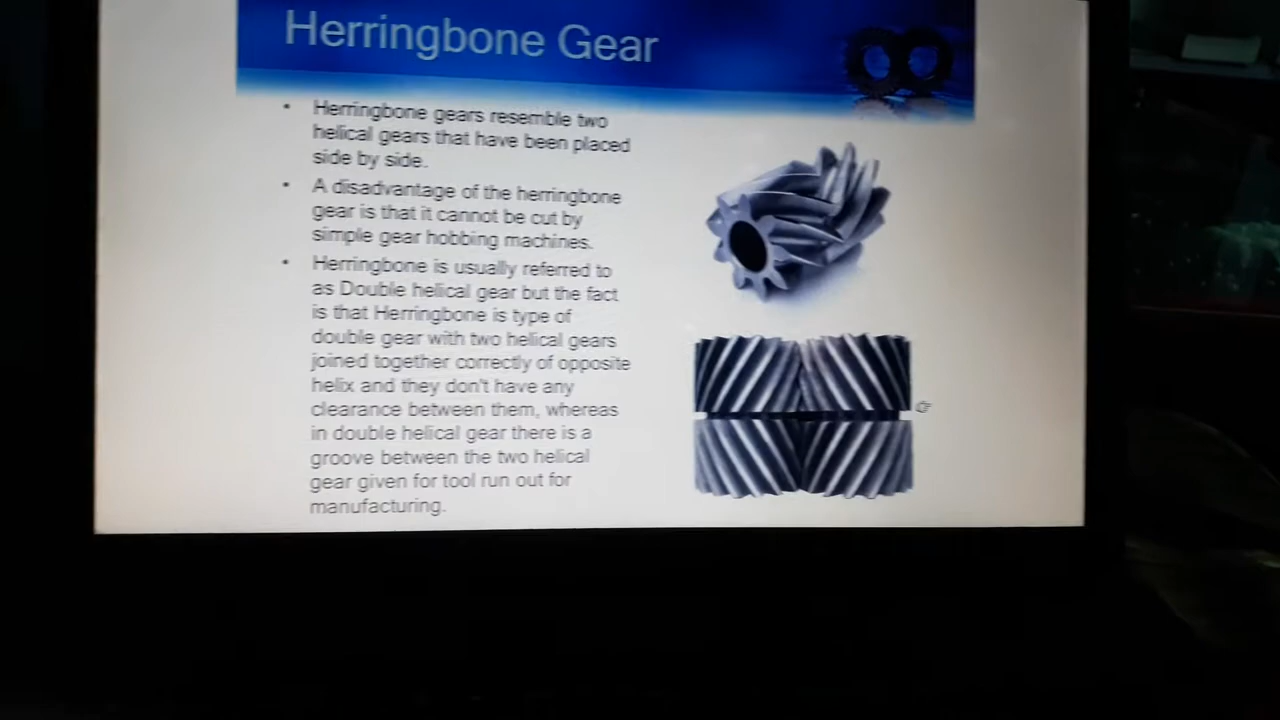 Herringbone Gear
• Herringbone gears resemble two
helical gears that have been placed
side by side.
• A disadvantage of the herringbone
gear is that it cannot be cut by
simple gear hobbing machines.
• Herringbone is usually referred to
as Double helical gear but the fact
is that Herringbone is type of
double gear with two helical gears
joined together correctly of opposite
helix and they don't have any
clearance between them, whereas
in double helical gear there is a
groove between the two helical
gear given for tool run out for
manufacturing.